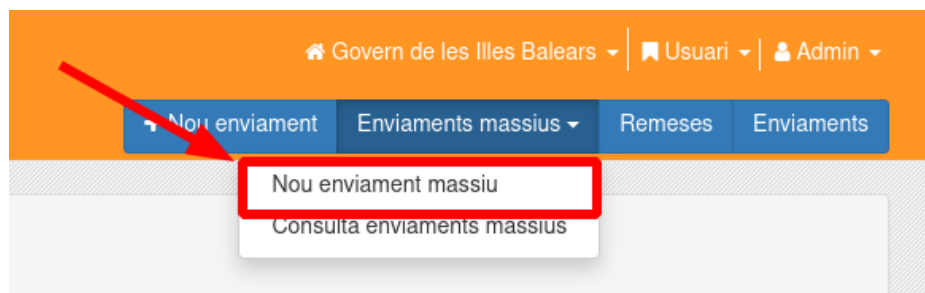 Govern de les Illes Balears
Usuari
Admin
Nou enviament
Enviaments massius
Remeses
Enviaments
Nou enviament massiu
Consulta enviaments massius